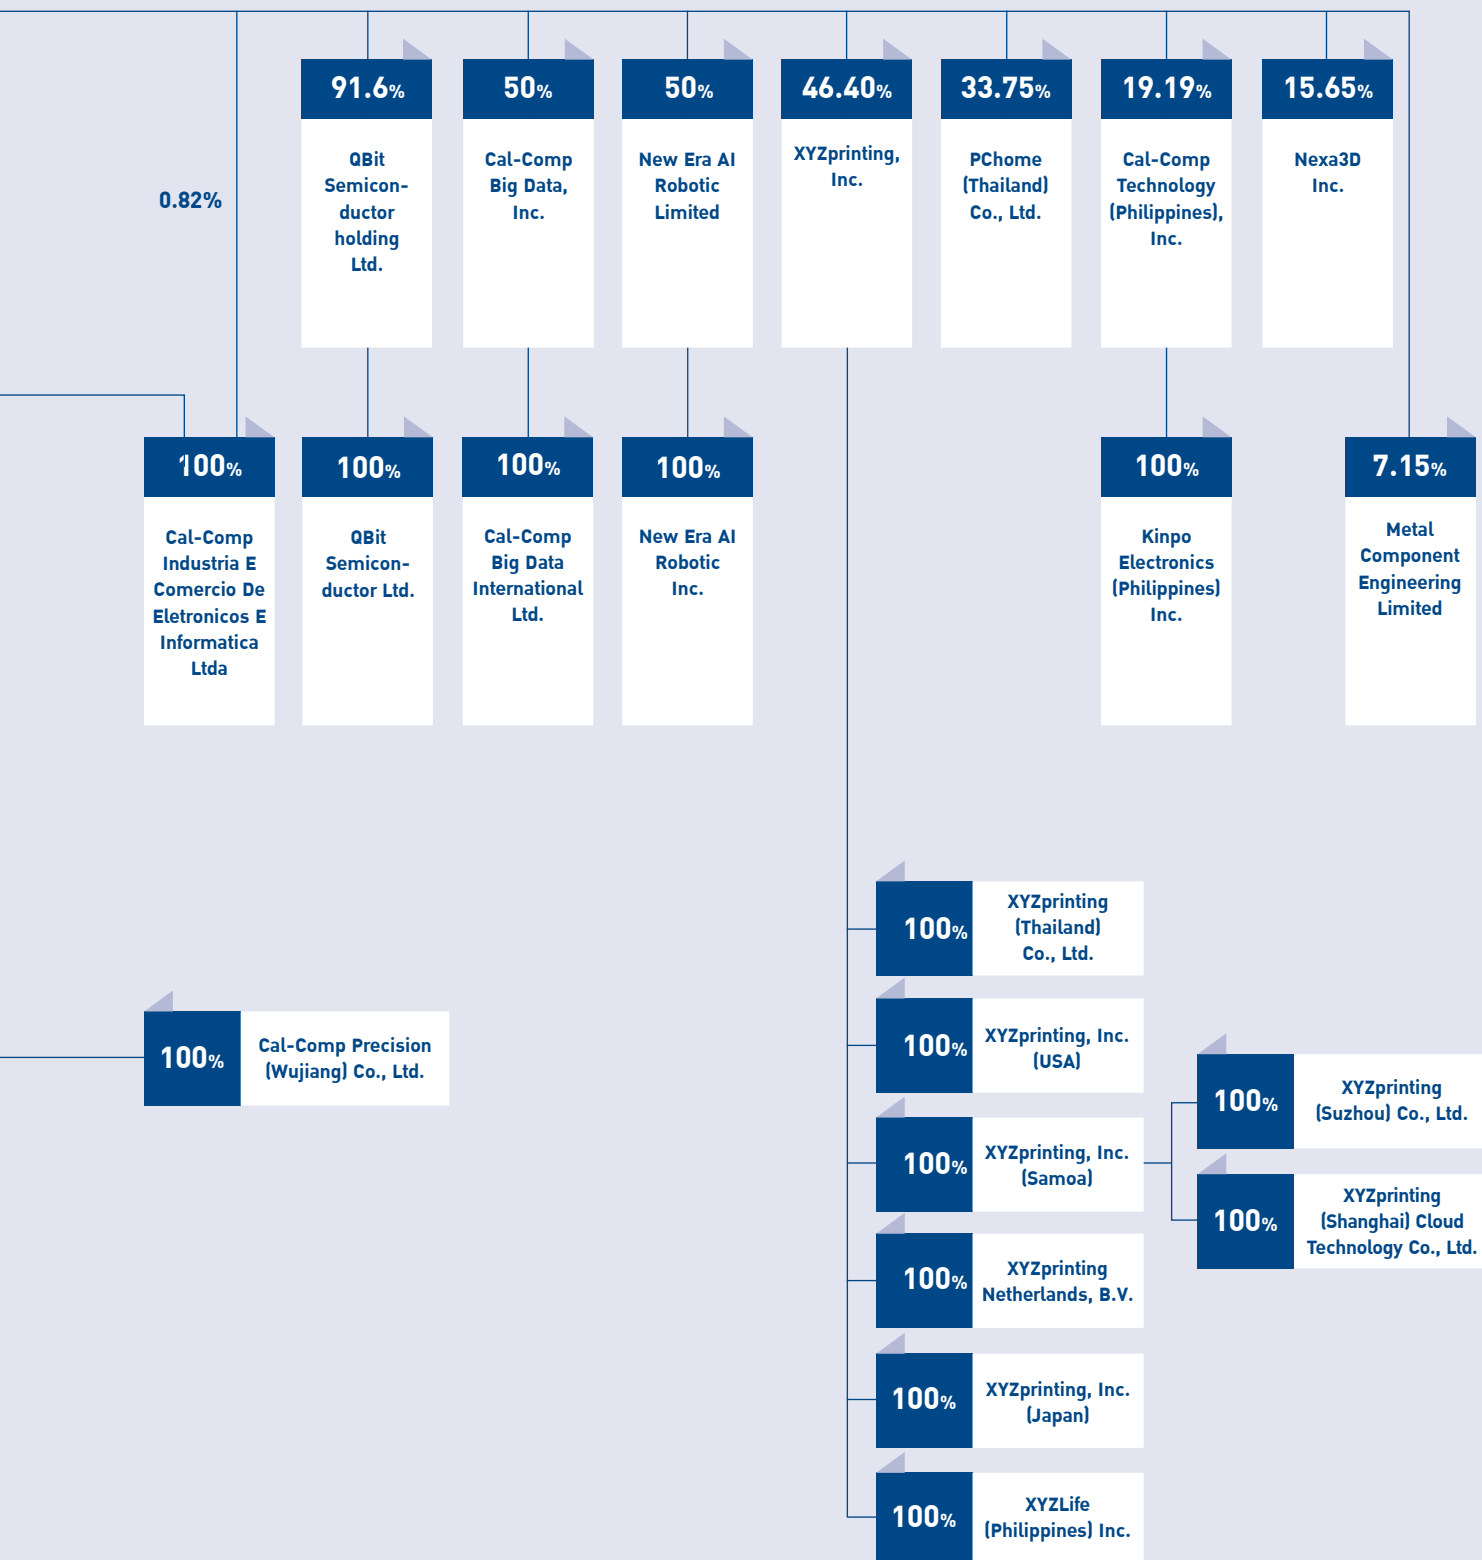 91.6%
QBit
Semicon-
ductor
holding
Ltd.
50%
Cal-Comp
Big Data,
Inc.
50%
New Era AI
Robotic
Limited
46.40%
XYZprinting,
Inc.
33.75%
PChome
(Thailand)
Co., Ltd.
19.19%
Cal-Comp
Technology
(Philippines),
Inc.
15.65%
Nexa3D
Inc.
0.82%
100%
Cal-Comp
Industria E
Comercio De
Eletronicos E
Informatica
Ltda
100%
QBit
Semicon-
ductor Ltd.
100%
Cal-Comp
Big Data
International
Ltd.
100%
New Era AI
Robotic
Inc.
100%
Kinpo
Electronics
(Philippines)
Inc.
7.15%
Metal
Component
Engineering
Limited
100%
XYZprinting
(Thailand)
Co., Ltd.
100%
Cal-Comp Precision
(Wujiang) Co., Ltd.
100%
XYZprinting, Inc.
(USA)
100%
XYZprinting, Inc.
(Samoa)
100%
XYZprinting
(Suzhou) Co., Ltd.
100%
XYZprinting
(Shanghai) Cloud
Technology Co., Ltd.
100%
XYZprinting
Netherlands, B.V.
100%
XYZprinting, Inc.
(Japan)
100%
XYZLife
(Philippines) Inc.